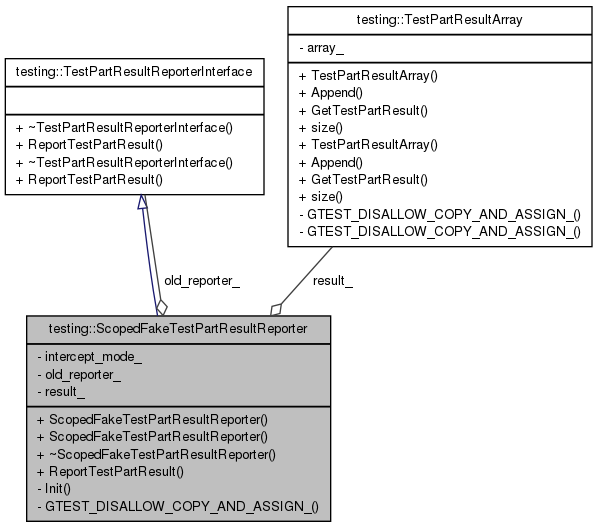 testing::TestPartResultArray
- array_
+ TestPartResultArray()
+ Append()
+ GetTestPartResult()
+ size()
+ TestPartResultArray()
+ Append()
+ GetTestPartResult()
+ size()
- GTEST_DISALLOW_COPY_AND_ASSIGN_()
- GTEST_DISALLOW_COPY_AND_ASSIGN_()
testing::TestPartResultReporterInterface
+ ~TestPartResultReporterInterface()
+ ReportTestPartResult()
+ ~TestPartResultReporterInterface()
+ ReportTestPartResult()
old_reporter_
result_
testing::ScopedFakeTestPartResultReporter
- intercept_mode_
- old_reporter_
- result_
+ ScopedFakeTestPartResultReporter()
+ ScopedFakeTestPartResultReporter()
+ ~ScopedFakeTestPartResultReporter()
+ ReportTestPartResult()
- Init()
- GTEST_DISALLOW_COPY_AND_ASSIGN_()